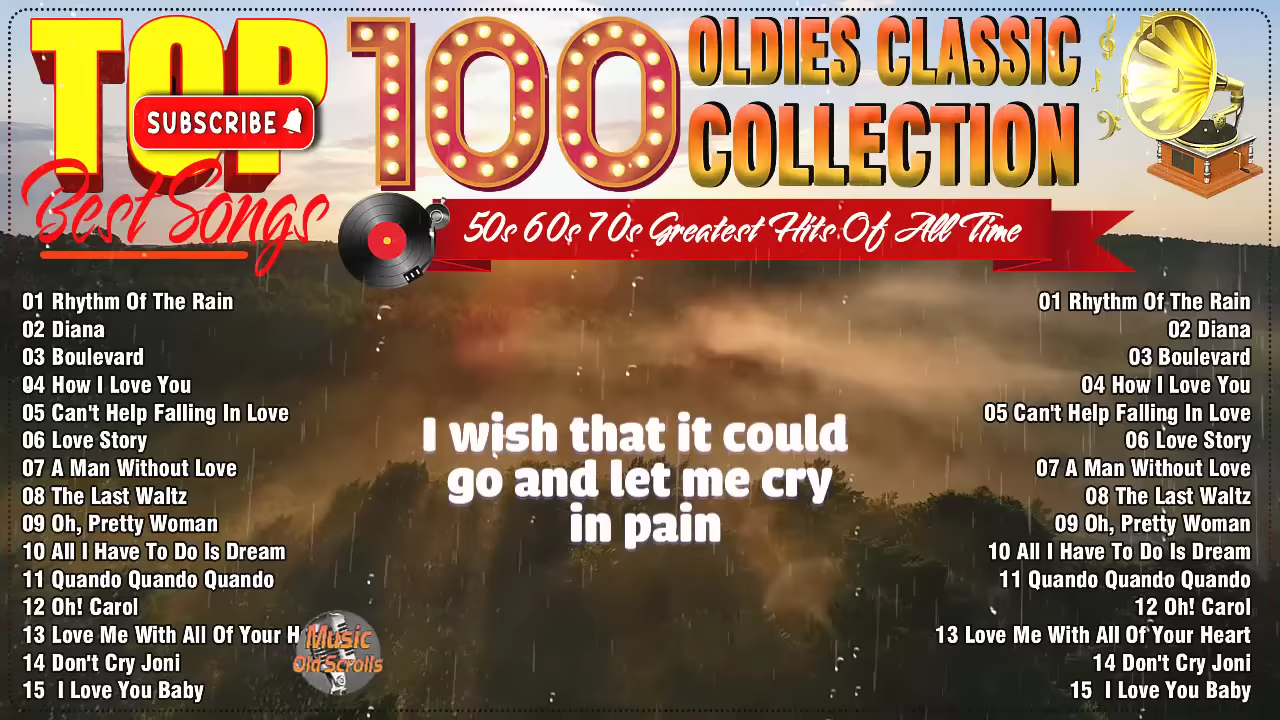 TOP
SUBSCRIBE
Best Songs
100
OLDIES CLASSIC
COLLECTION
50s 60s 70s Greatest Hits Of All Time
01 Rhythm Of The Rain
02 Diana
03 Boulevard
04 How I Love You
05 Can't Help Falling In Love
06 Love Story
07 A Man Without Love
08 The Last Waltz
09 Oh, Pretty Woman
10 All I Have To Do Is Dream
11 Quando Quando Quando
12 Oh! Carol
13 Love Me With All Of Your H
14 Don't Cry Joni
15 I Love You Baby
Music
Old Scrolls
I wish that it could
go and let me cry
in pain
01 Rhythm Of The Rain
02 Diana
03 Boulevard
04 How I Love You
05 Can't Help Falling In Love
06 Love Story
07 A Man Without Love
08 The Last Waltz
09 Oh, Pretty Woman
10 All I Have To Do Is Dream
11 Quando Quando Quando
12 Oh! Carol
13 Love Me With All Of Your Heart
14 Don't Cry Joni
15 I Love You Baby